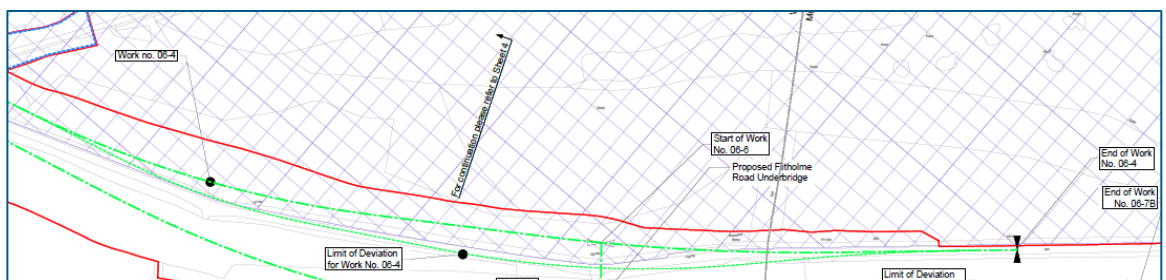 Work no. 06-4
For continuation please refer to Sheet 4
Start of Work
No. 06-6
Proposed Flitholme
Road Underbridge
End of Work
No. 06-4
End of Work
No. 06-7B
Limit of Deviation
for Work No. 06-4
Limit of Deviation